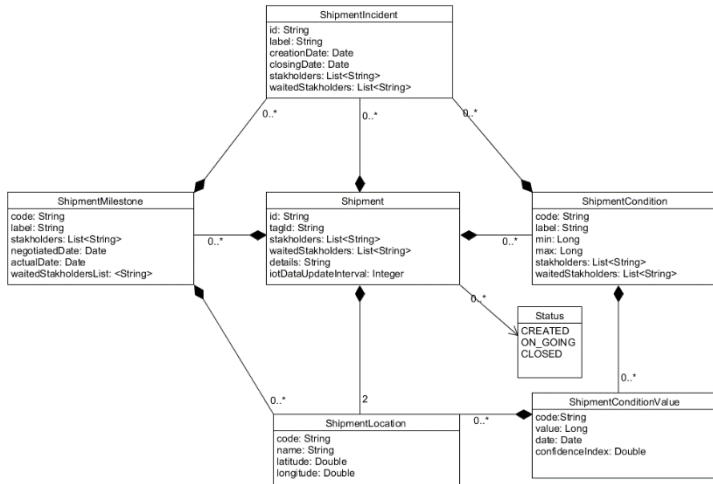 ShipmentIncident
id: String
label: String
creationDate: Date
closingDate: Date
stakholders: List<String>
waitedStakholders: List<String>
0..*
0..*
0..*
ShipmentMilestone
code: String
label: String
stakholders: List<String>
negotiatedDate: Date
actualDate: Date
waitedStakholdersList: <String>
0..*
Shipment
id: String
tagId: String
stakholders: List<String>
waitedStakholders: List<String>
details: String
iotDataUpdateInterval: Integer
0..*
ShipmentCondition
code: String
label: String
min: Long
max: Long
stakholders: List<String>
waitedStakholders: List<String>
0..*
Status
CREATED
ON_GOING
CLOSED
0..*
0..*
2
0..*
ShipmentLocation
code: String
name: String
latitude: Double
longitude: Double
ShipmentConditionValue
code:String
value: Long
date: Date
confidenceIndex: Double